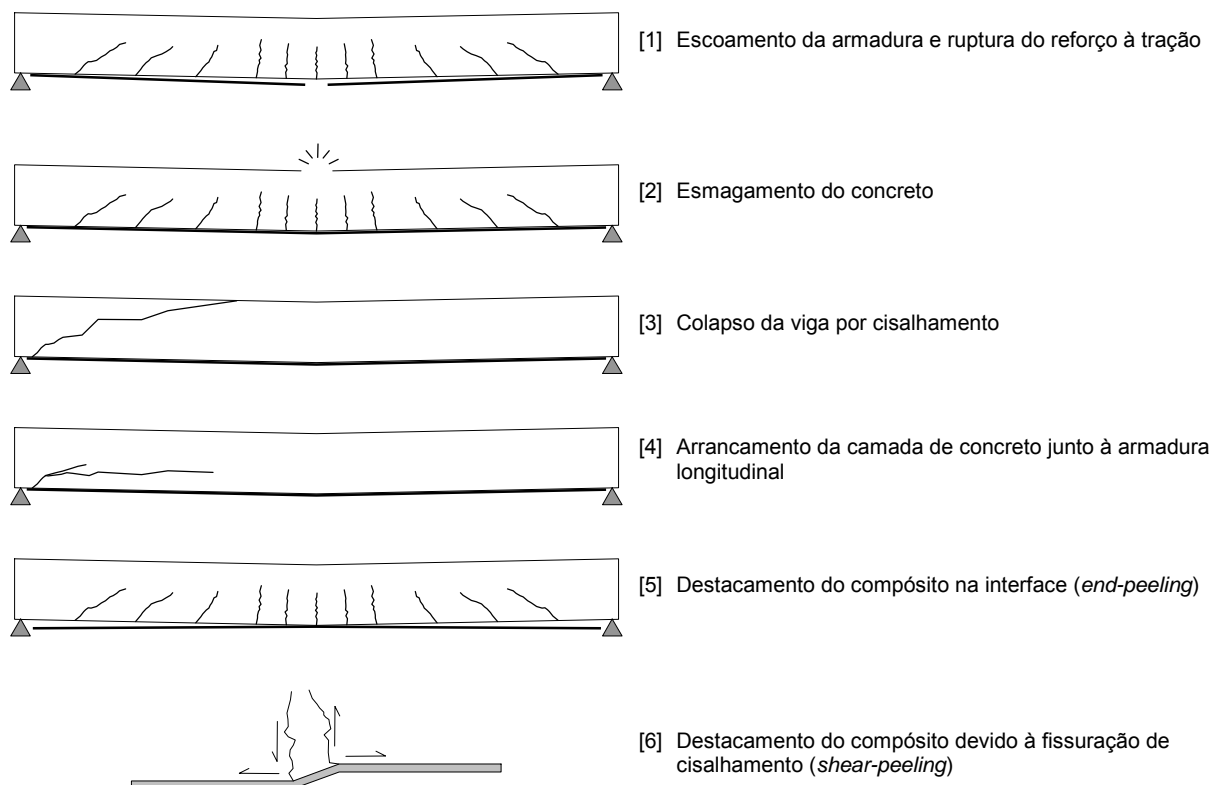 [1] Escoamento da armadura e ruptura do reforço à tração
[2] Esmagamento do concreto
[3] Colapso da viga por cisalhamento
[4] Arrancamento da camada de concreto junto à armadura
longitudinal
[5] Destacamento do compósito na interface (end-peeling)
[6] Destacamento do compósito devido à fissuração de
cisalhamento (shear-peeling)